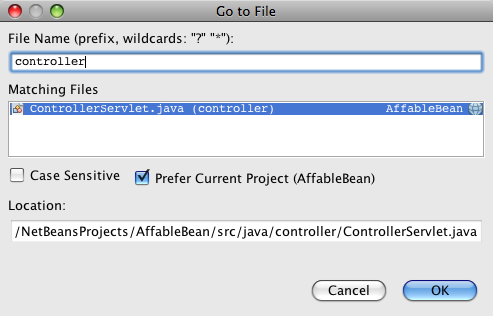 Go to File
File Name (prefix, wildcards: "?" "*"):
controller
Matching Files
ControllerServlet.java (controller) AffableBean
Case Sensitive Prefer Current Project (AffableBean)
Location:
/NetBeansProjects/AffableBean/src/java/controller/ControllerServlet.java
Cancel OK